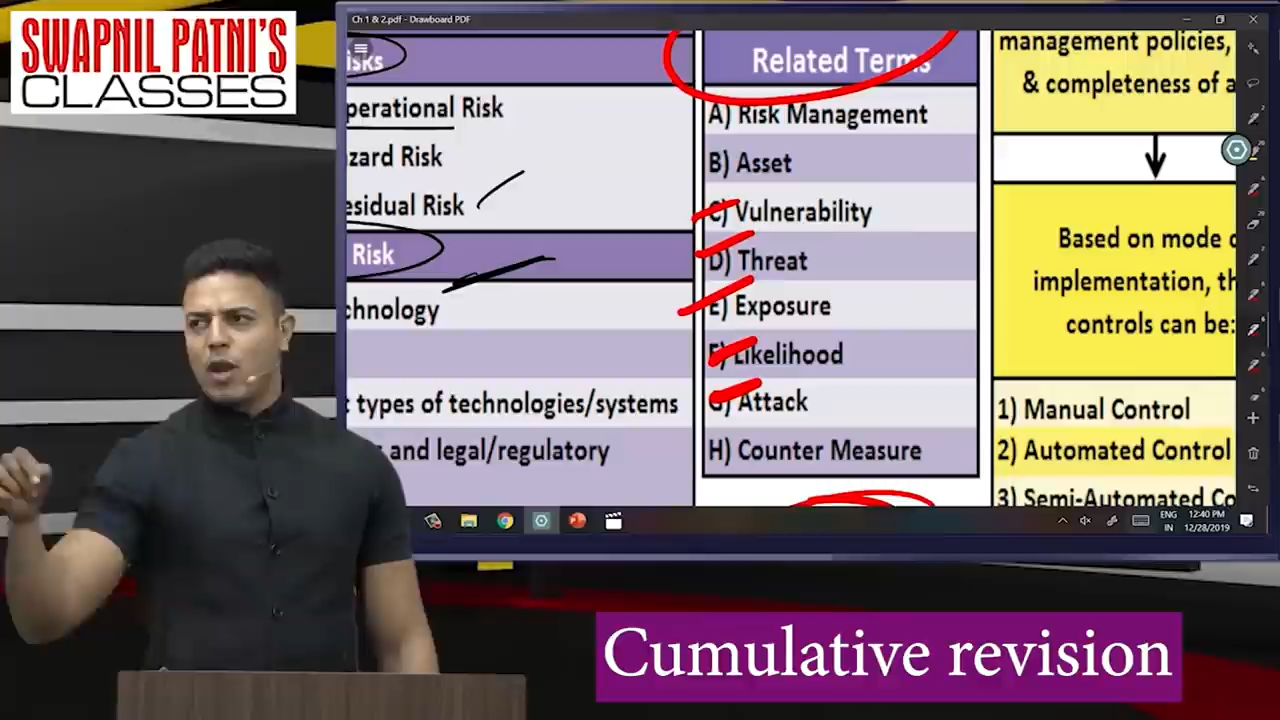 SWAPNIL PATNI'S
CLASSES
Ch 1 & 2.pdf - Drawboard PDF
isks
perational Risk
zard Risk
esidual Risk
Risk
chnology
types of technologies/systems
and legal/regulatory
Related Terms
A) Risk Management
B) Asset
C) Vulnerability
D) Threat
E) Exposure
F) Likelihood
G) Attack
H) Counter Measure
management policies,
& completeness of a
Based on mode o
implementation, th
controls can be:
1) Manual Control
2) Automated Control
3) Semi-Automated Co
ENG
IN
12:40 PM
12/28/2019
Cumulative revision